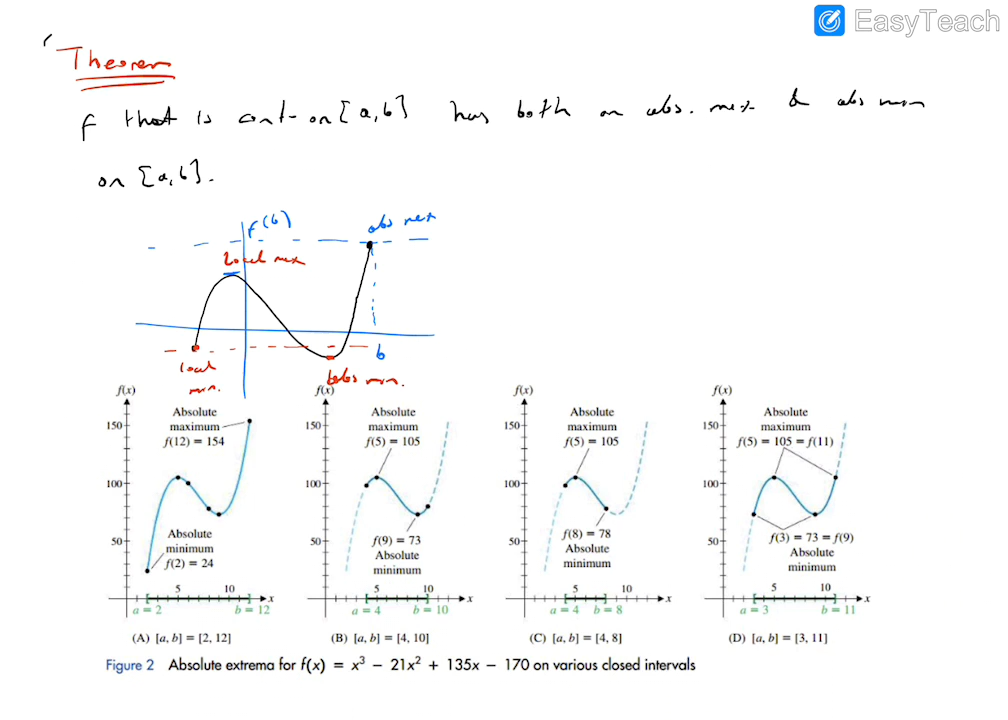 EasyTeach
Theorem
f that is cont. on [a,b] has both an abs. max & abs min
on [a,b].
f(b)
abs max
local max
b
local
min.
abs min.
f(x)
f(x)
f(x)
f(x)
150
100
50
Absolute
maximum
f(12) = 154
Absolute
minimum
f(2) = 24
5
10
x
a = 2
b = 12
150
100
50
Absolute
maximum
f(5) = 105
f(9) = 73
Absolute
minimum
5
10
x
a = 4
b = 10
150
100
50
Absolute
maximum
f(5) = 105
f(8) = 78
Absolute
minimum
5
10
x
a = 4
b = 8
150
100
50
Absolute
maximum
f(5) = 105 = f(11)
f(3) = 73 = f(9)
Absolute
minimum
5
10
x
a = 3
b = 11
(A) [a, b] = [2, 12]
(B) [a, b] = [4, 10]
(C) [a, b] = [4, 8]
(D) [a, b] = [3, 11]
Figure 2 Absolute extrema for f(x) = x³ − 21x² + 135x − 170 on various closed intervals